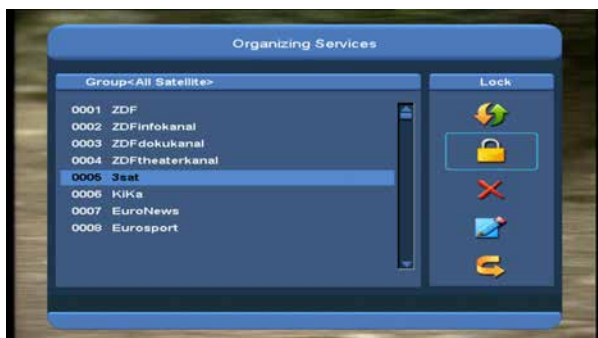 Organizing Services
Group<All Satellite>
Lock
0001 ZDF
0002 ZDFinfokanal
0003 ZDFdokukanal
0004 ZDFtheaterkanal
0005 3sat
0006 KiKa
0007 EuroNews
0008 Eurosport